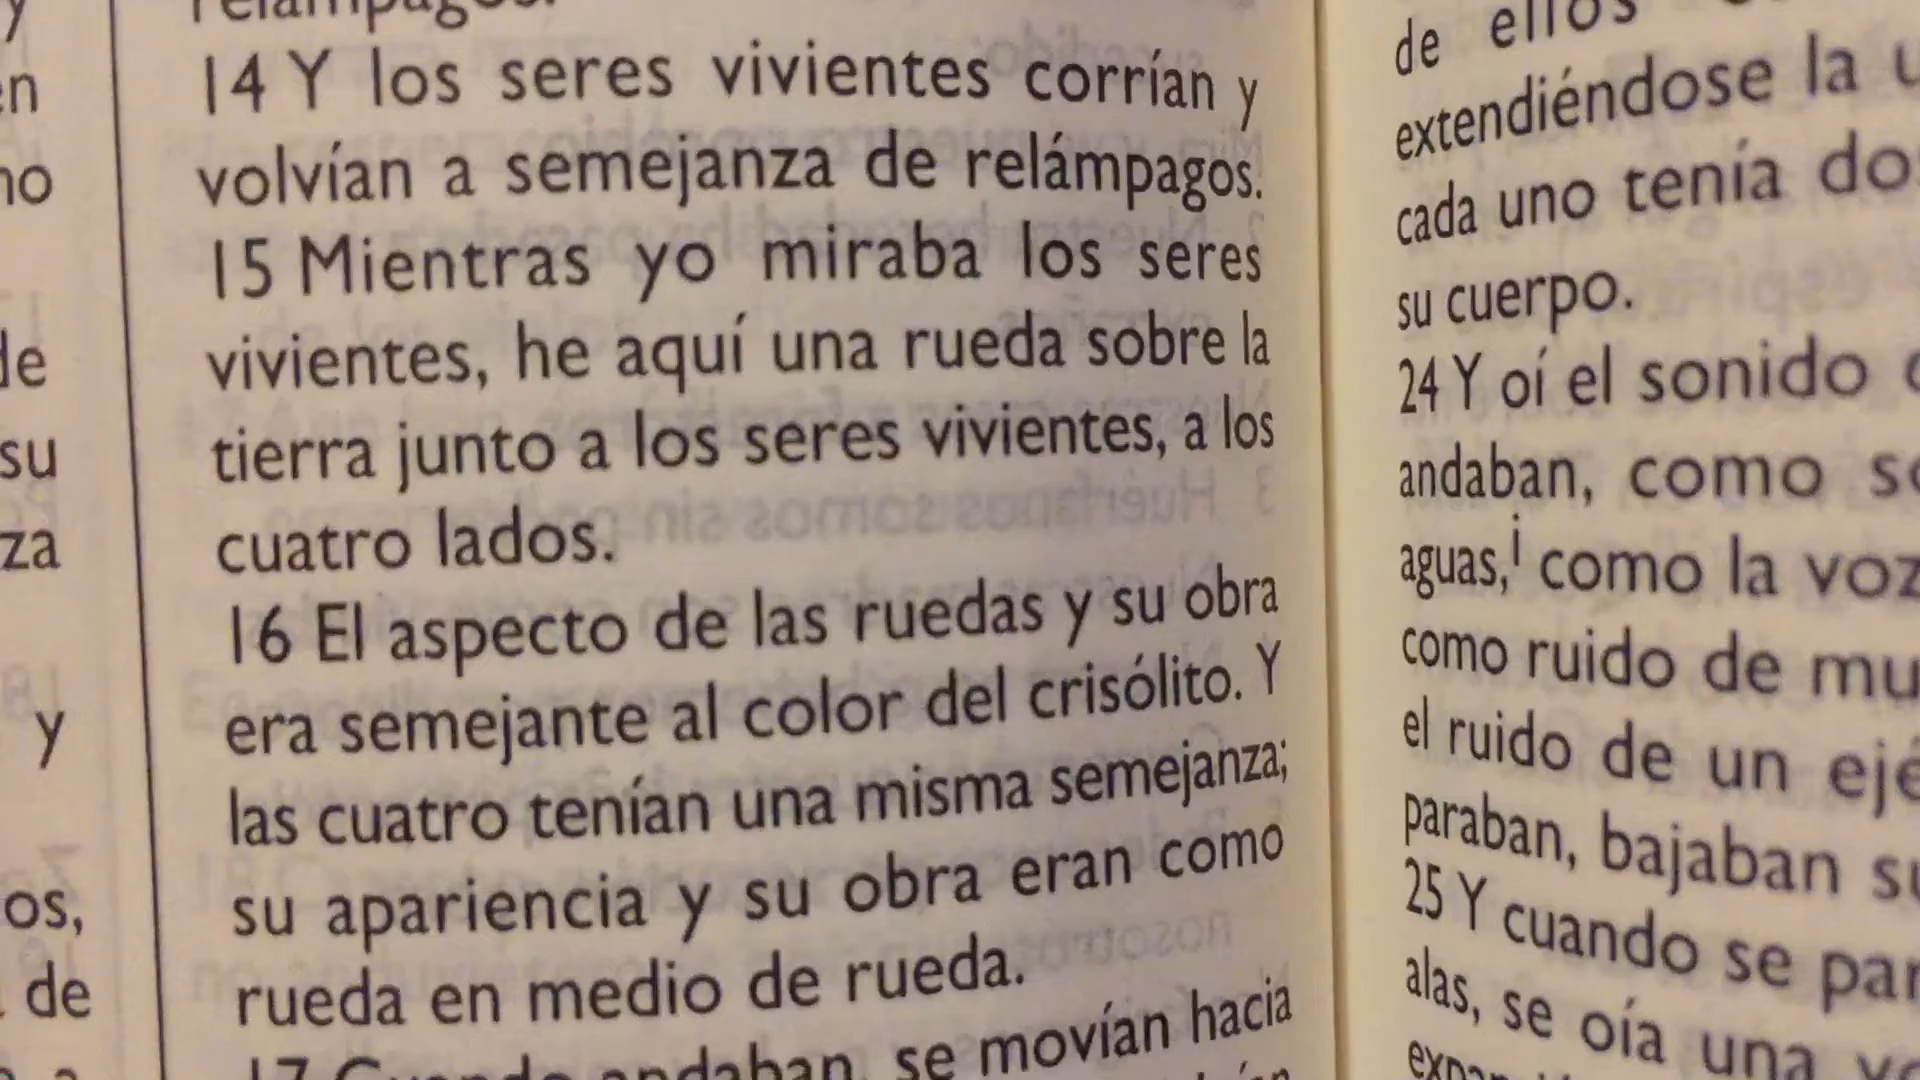 relámpagos.
14 Y los seres vivientes corrían y
volvían a semejanza de relámpagos.
15 Mientras yo miraba los seres
vivientes, he aquí una rueda sobre la
tierra junto a los seres vivientes, a los
cuatro lados.
16 El aspecto de las ruedas y su obra
era semejante al color del crisólito. Y
las cuatro tenían una misma semejanza;
su apariencia y su obra eran como
rueda en medio de rueda.
17 Cuando andaban, se movían hacia
de ellos
extendiéndose la
cada uno tenía
su cuerpo.
24 Y oí el sonido
andaban, como
aguas,i como la voz
como ruido de
el ruido de un
paraban, bajaban
25 Y cuando se
alas, se oía una